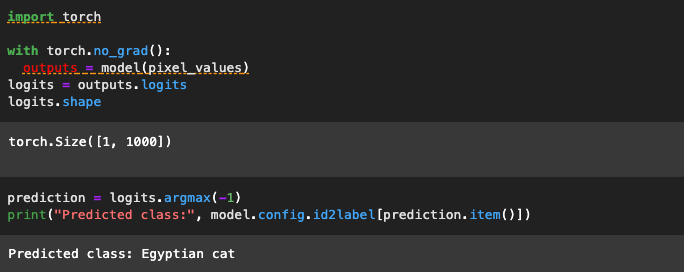 import torch
with torch.no_grad():
  outputs = model(pixel_values)
logits = outputs.logits
logits.shape
torch.Size([1, 1000])
prediction = logits.argmax(-1)
print("Predicted class:", model.config.id2label[prediction.item()])
Predicted class: Egyptian cat